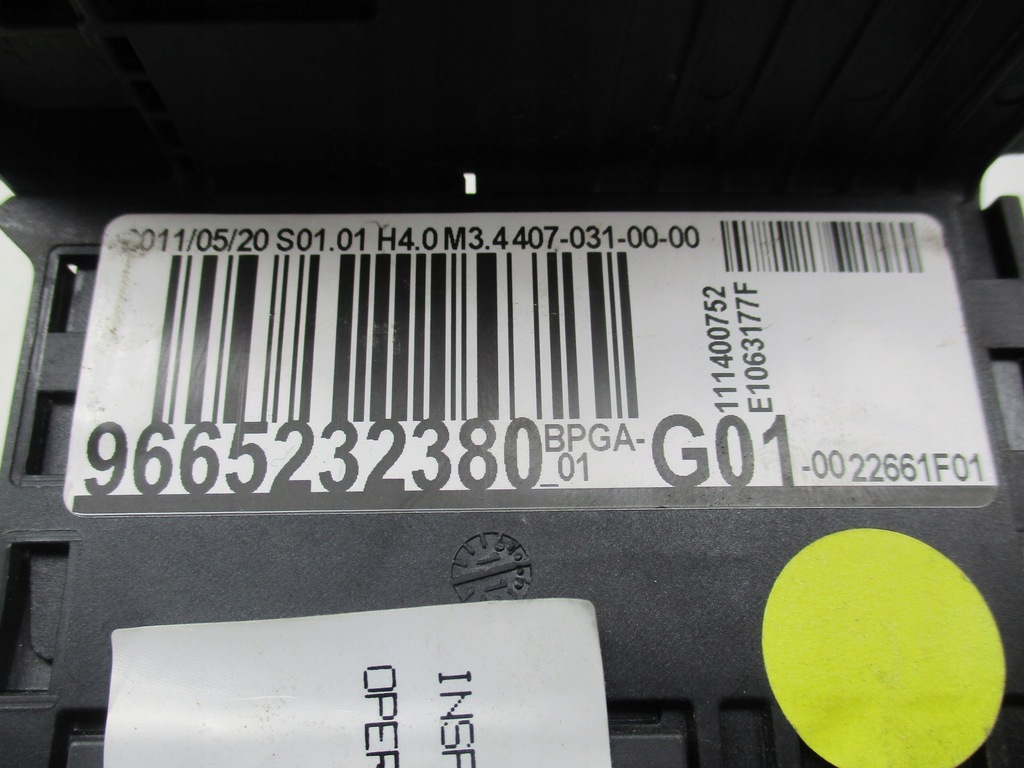 2011/05/20 S01.01 H4.0 M3.4 407-031-00-00
111400752
E1063177F
9665232380 BPGA-_01 G01 -00 22661F01
11
INSP
OPER